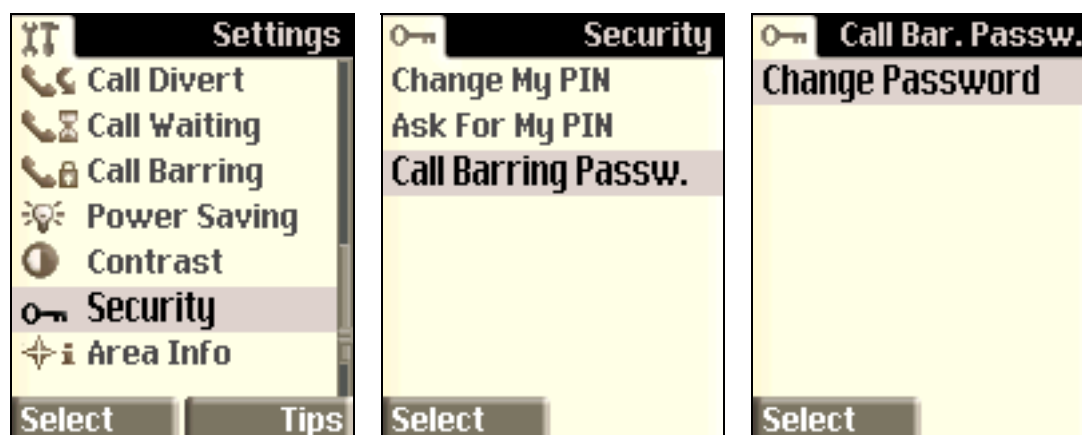 Settings
Call Divert
Call Waiting
Call Barring
Power Saving
Contrast
Security
Area Info
Select Tips
Security
Change My PIN
Ask For My PIN
Call Barring Passw.
Select
Call Bar. Passw.
Change Password
Select